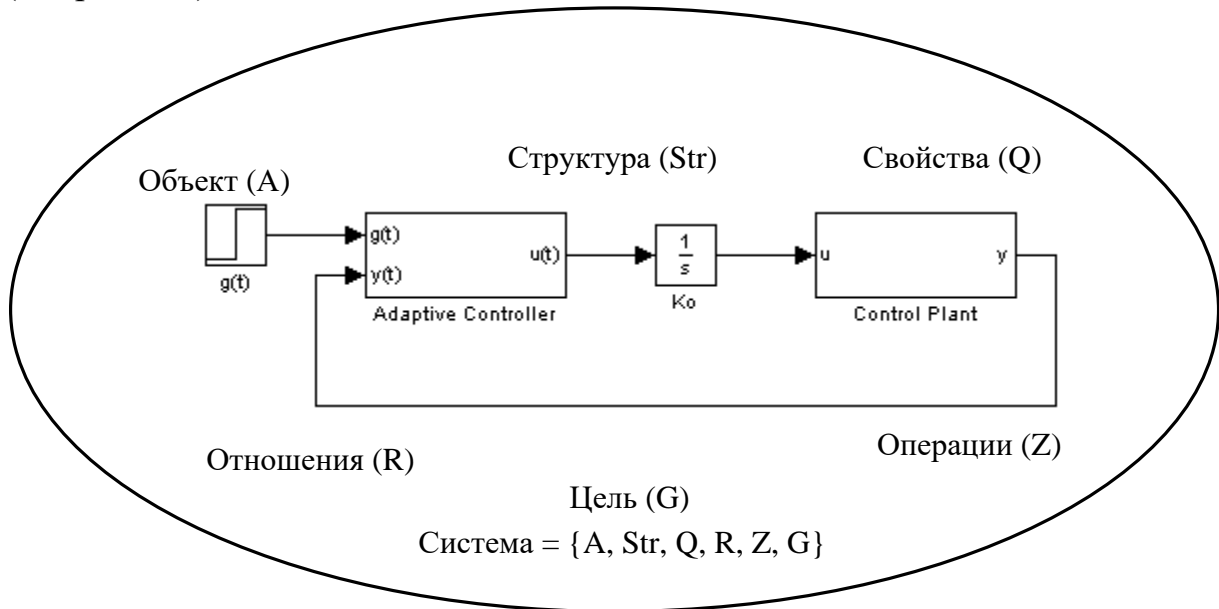 Структура (Str)
Свойства (Q)
Объект (A)
g(t)
g(t)
y(t)
u(t)
Adaptive Controller
1
s
Ko
u
y
Control Plant
Отношения (R)
Операции (Z)
Цель (G)
Система = {A, Str, Q, R, Z, G}